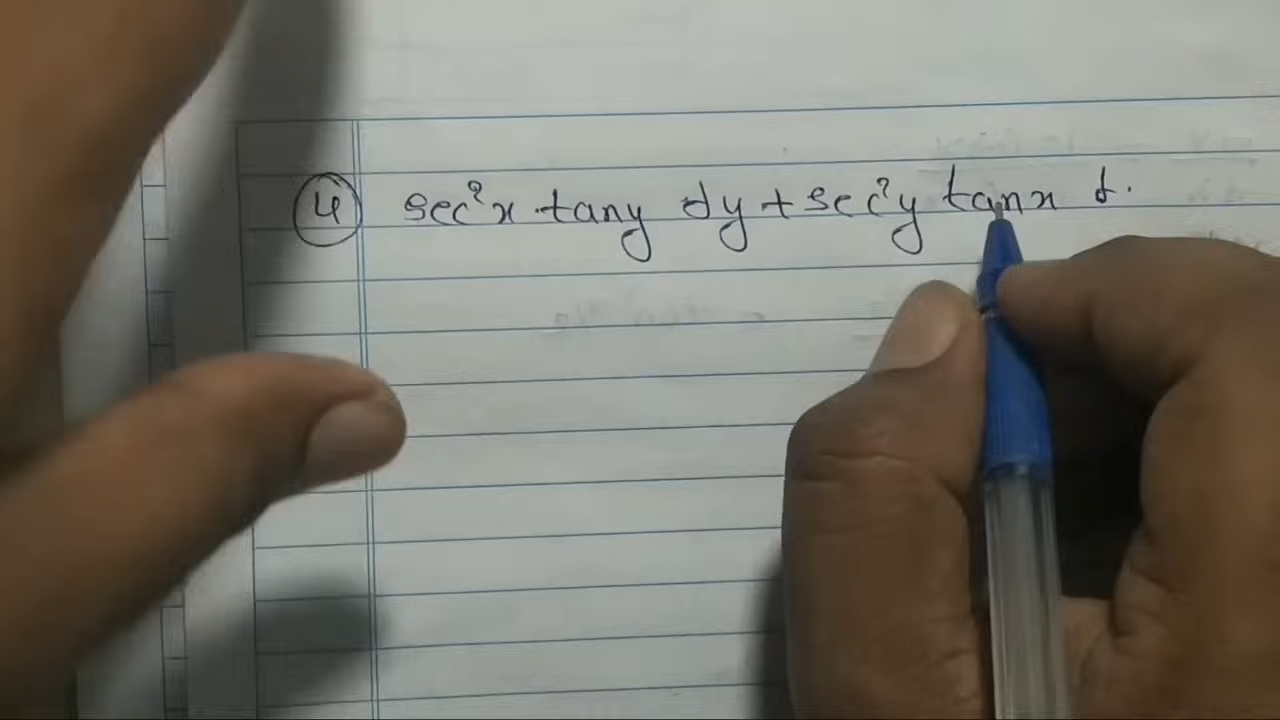 ④ sec²x tany dy + sec²y tanx d